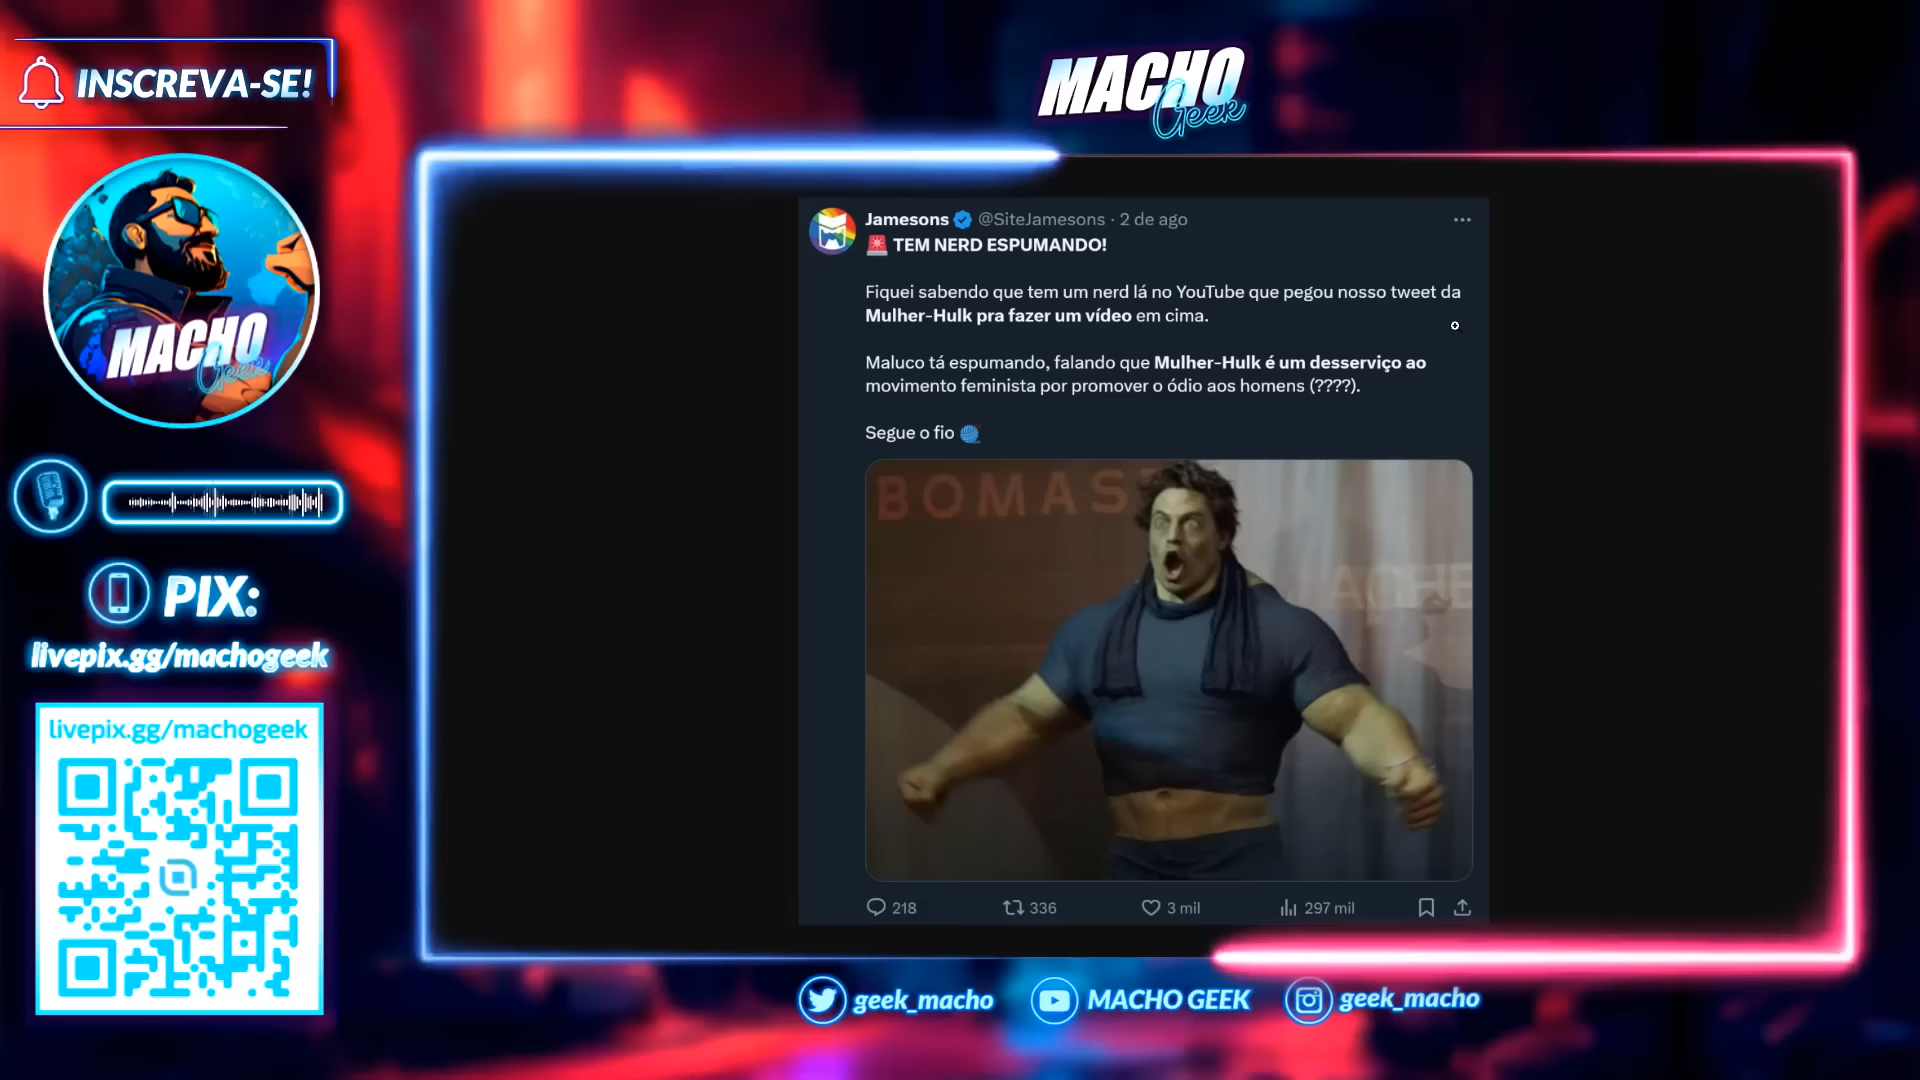 INSCREVA-SE!
MACHO
Geek
MACHO
Geek
PIX:
livepix.gg/machogeek
livepix.gg/machogeek
Jamesons @SiteJamesons · 2 de ago
🚨 TEM NERD ESPUMANDO!
Fiquei sabendo que tem um nerd lá no YouTube que pegou nosso tweet da
Mulher-Hulk pra fazer um vídeo em cima.
Maluco tá espumando, falando que Mulher-Hulk é um desserviço ao
movimento feminista por promover o ódio aos homens (????).
Segue o fio 🧶
BOMAS
ACHE
218 336 3 mil 297 mil
geek_macho MACHO GEEK geek_macho